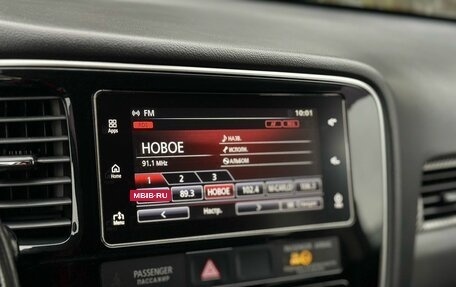 FM
10:01
Apps
НОВОЕ
НАЗВ.
ИСПОЛН.
АЛЬБОМ
91.1 MHz
Home
1 2 3
MBIB-RU
89.3 НОВОЕ 102.4
Menu
Настр.
PASSENGER
ПАССАЖИР